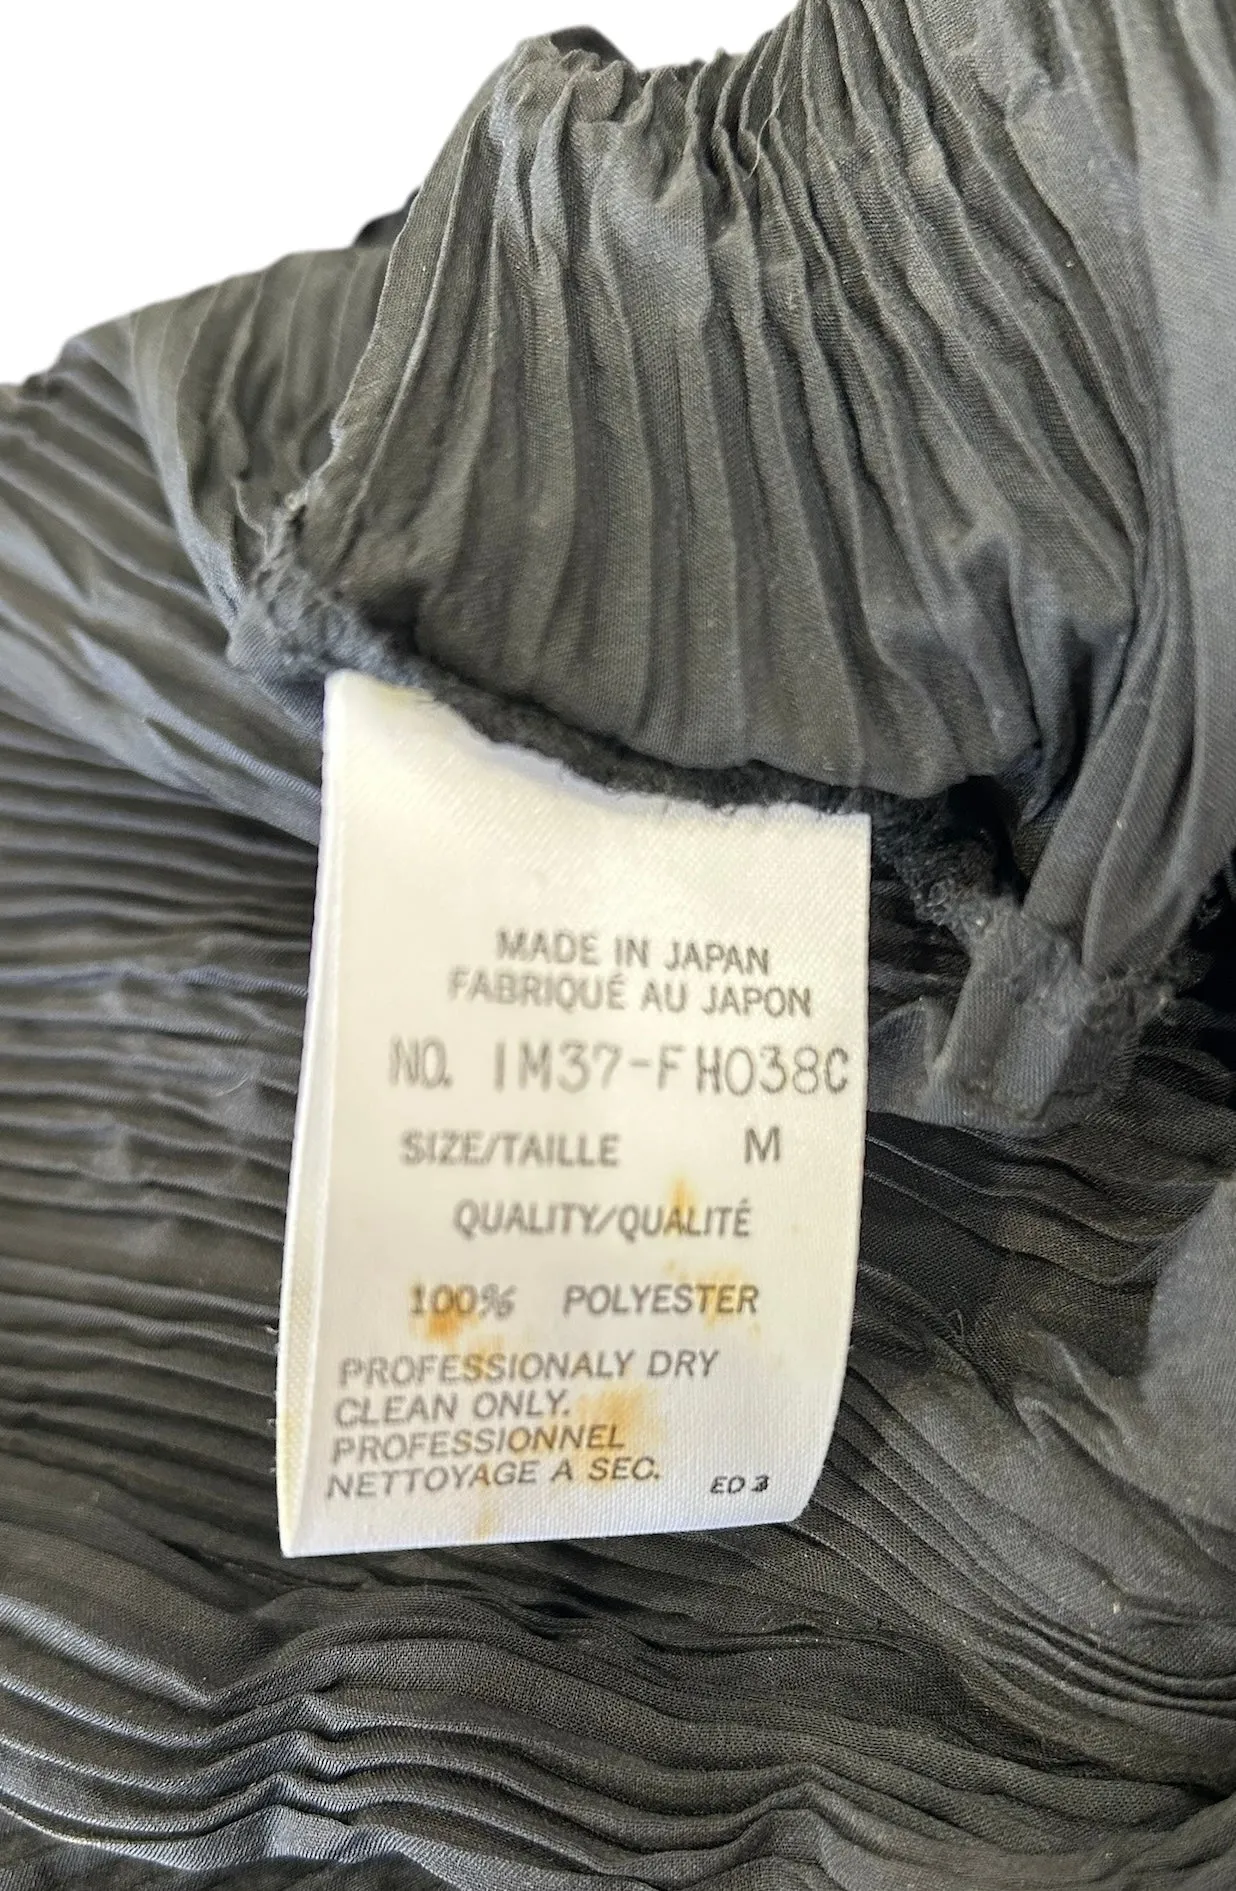 MADE IN JAPAN
FABRIQUÉ AU JAPON
NO. IM37-FH038C
SIZE/TAILLE M
QUALITY/QUALITÉ
100% POLYESTER
PROFESSIONALY DRY
CLEAN ONLY.
PROFESSIONNEL
NETTOYAGE A SEC.
ED 3